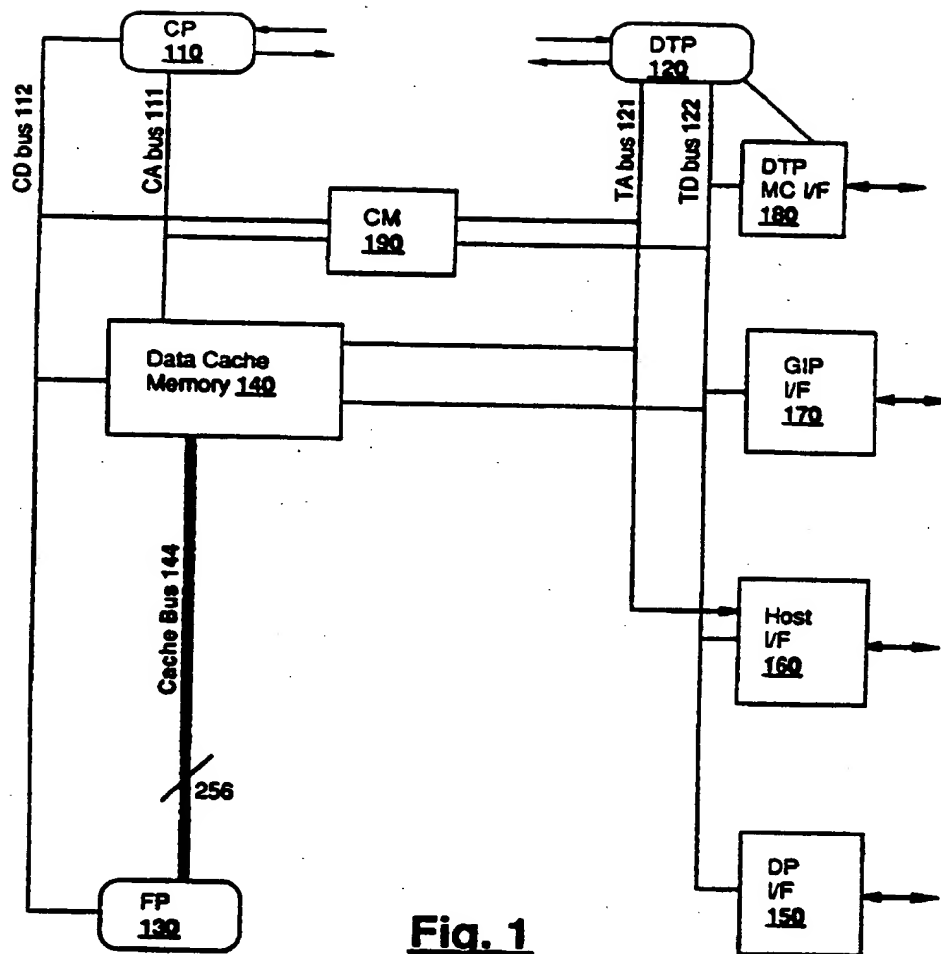 CP
110
DTP
120
CD bus 112
CA bus 111
TA bus 121
TD bus 122
DTP
MC I/F
180
CM
190
Data Cache
Memory 140
GIP
I/F
170
Cache Bus 144
Host
I/F
160
256
DP
I/F
150
FP
130
Fig. 1